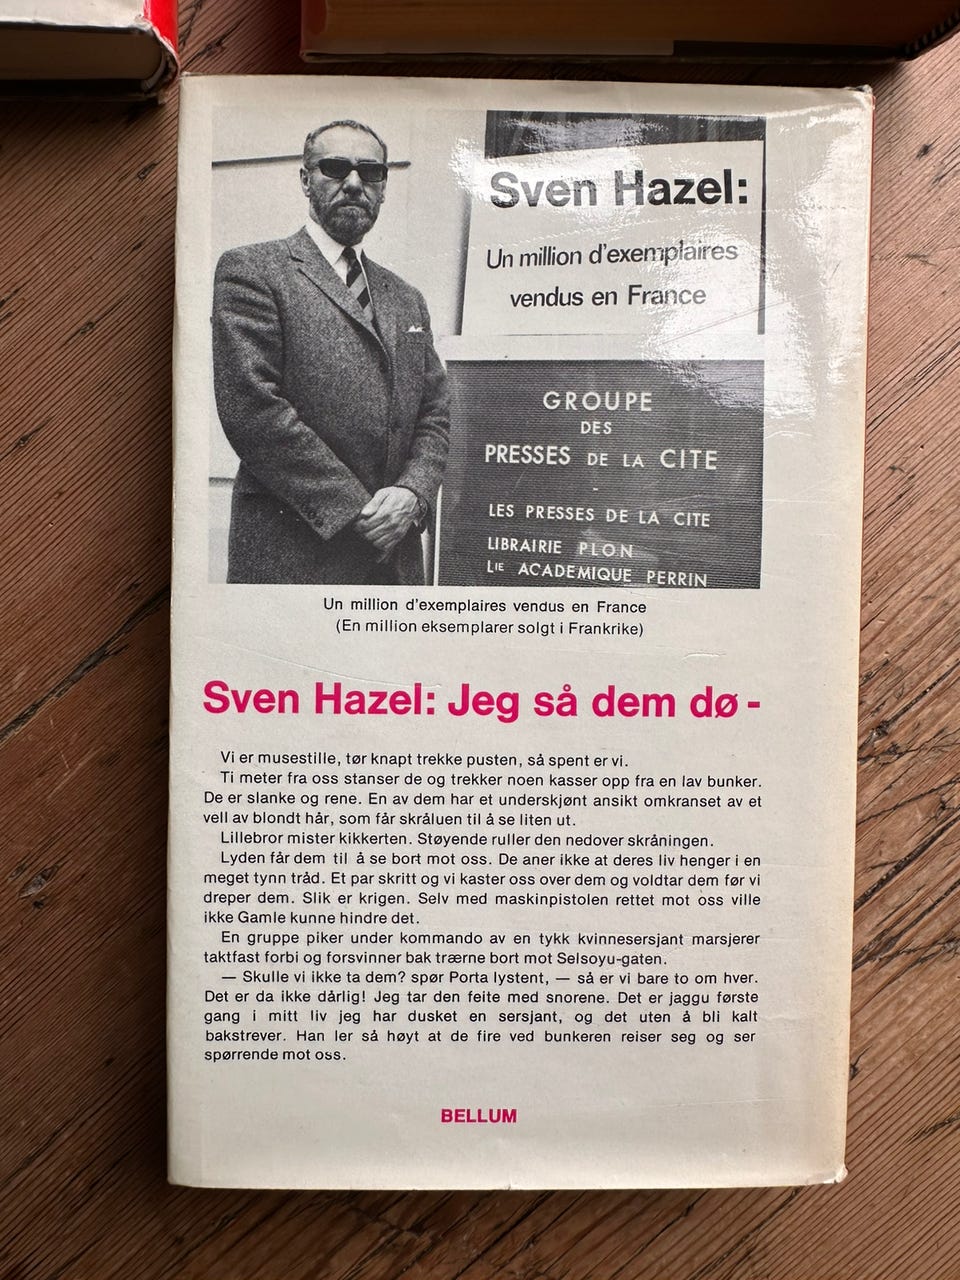 Sven Hazel:
Un million d'exemplaires
vendus en France
GROUPE
DES
PRESSES DE LA CITE
-
LES PRESSES DE LA CITE
LIBRAIRIE PLON
LIE ACADEMIQUE PERRIN
Un million d'exemplaires vendus en France
(En million eksemplarer solgt i Frankrike)
Sven Hazel: Jeg så dem dø -
Vi er musestille, tør knapt trekke pusten, så spent er vi.
Ti meter fra oss stanser de og trekker noen kasser opp fra en lav bunker.
De er slanke og rene. En av dem har et underskjønt ansikt omkranset av et
vell av blondt hår, som får skråluen til å se liten ut.
Lillebror mister kikkerten. Støyende ruller den nedover skråningen.
Lyden får dem til å se bort mot oss. De aner ikke at deres liv henger i en
meget tynn tråd. Et par skritt og vi kaster oss over dem og voldtar dem før vi
dreper dem. Slik er krigen. Selv med maskinpistolen rettet mot oss ville
ikke Gamle kunne hindre det.
En gruppe piker under kommando av en tykk kvinnesersjant marsjerer
taktfast forbi og forsvinner bak trærne bort mot Selsoyu-gaten.
— Skulle vi ikke ta dem? spør Porta lystent, — så er vi bare to om hver.
Det er da ikke dårlig! Jeg tar den feite med snorene. Det er jaggu første
gang i mitt liv jeg har dusket en sersjant, og det uten å bli kalt
bakstrever. Han ler så høyt at de fire ved bunkeren reiser seg og ser
spørrende mot oss.
BELLUM